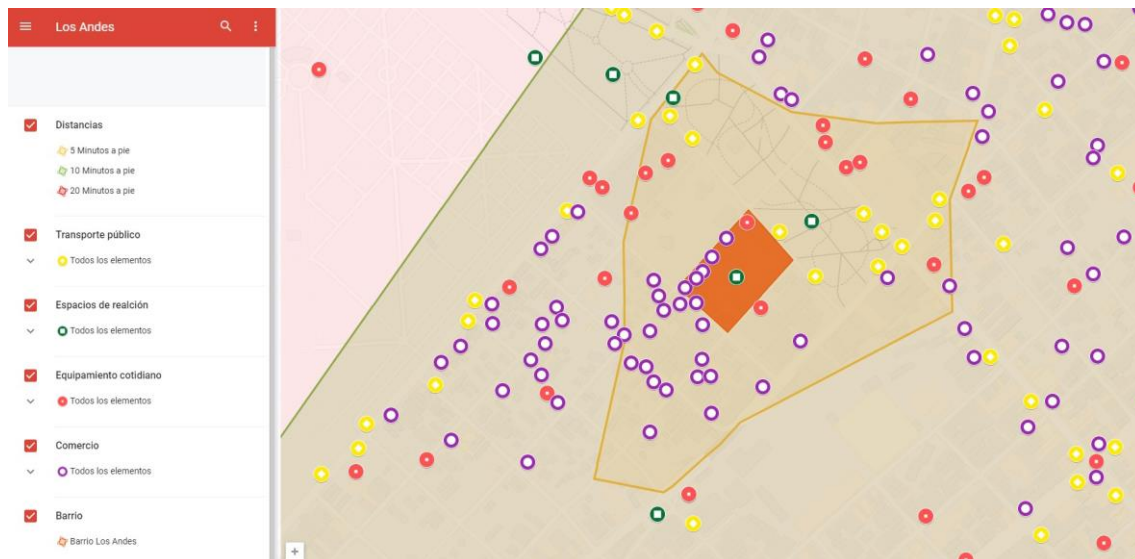 Los Andes
Distancias
5 Minutos a pie
10 Minutos a pie
20 Minutos a pie
Transporte público
Todos los elementos
Espacios de realción
Todos los elementos
Equipamiento cotidiano
Todos los elementos
Comercio
Todos los elementos
Barrio
Barrio Los Andes